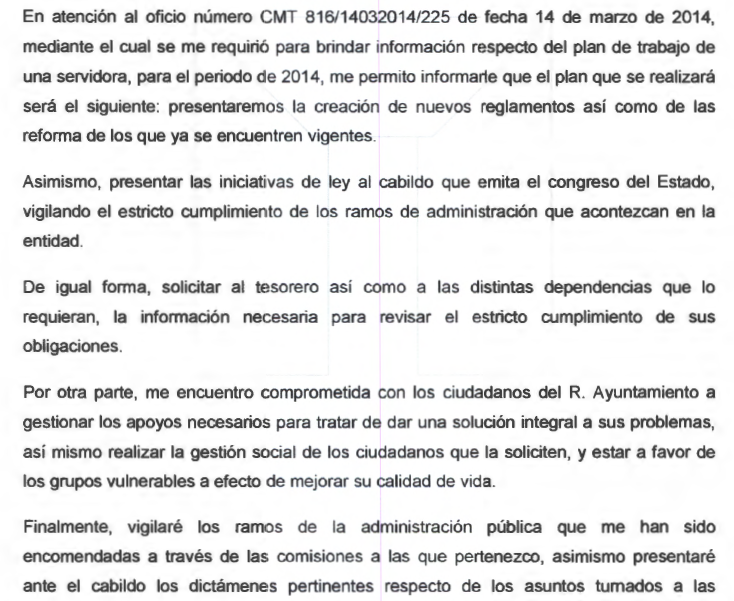 En atención al oficio número CMT 816/14032014/225 de fecha 14 de marzo de 2014,
mediante el cual se me requirió para brindar información respecto del plan de trabajo de
una servidora, para el periodo de 2014, me permito informarle que el plan que se realizará
será el siguiente: presentaremos la creación de nuevos reglamentos así como de las
reforma de los que ya se encuentren vigentes.
Asimismo, presentar las iniciativas de ley al cabildo que emita el congreso del Estado,
vigilando el estricto cumplimiento de los ramos de administración que acontezcan en la
entidad.
De igual forma, solicitar al tesorero así como a las distintas dependencias que lo
requieran, la información necesaria para revisar el estricto cumplimiento de sus
obligaciones.
Por otra parte, me encuentro comprometida con los ciudadanos del R. Ayuntamiento a
gestionar los apoyos necesarios para tratar de dar una solución integral a sus problemas,
así mismo realizar la gestión social de los ciudadanos que la soliciten, y estar a favor de
los grupos vulnerables a efecto de mejorar su calidad de vida.
Finalmente, vigilaré los ramos de la administración pública que me han sido
encomendadas a través de las comisiones a las que pertenezco, asimismo presentaré
ante el cabildo los dictámenes pertinentes respecto de los asuntos turnados a las